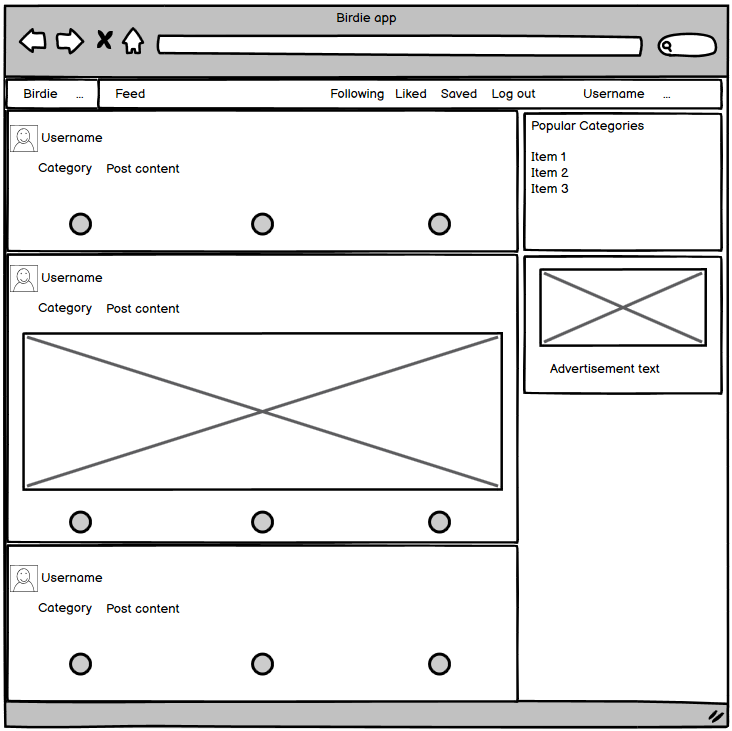 Birdie app
Birdie ... Feed Following Liked Saved Log out Username ...
Username
Category Post content
Popular Categories
Item 1
Item 2
Item 3
Username
Category Post content
Advertisement text
Username
Category Post content